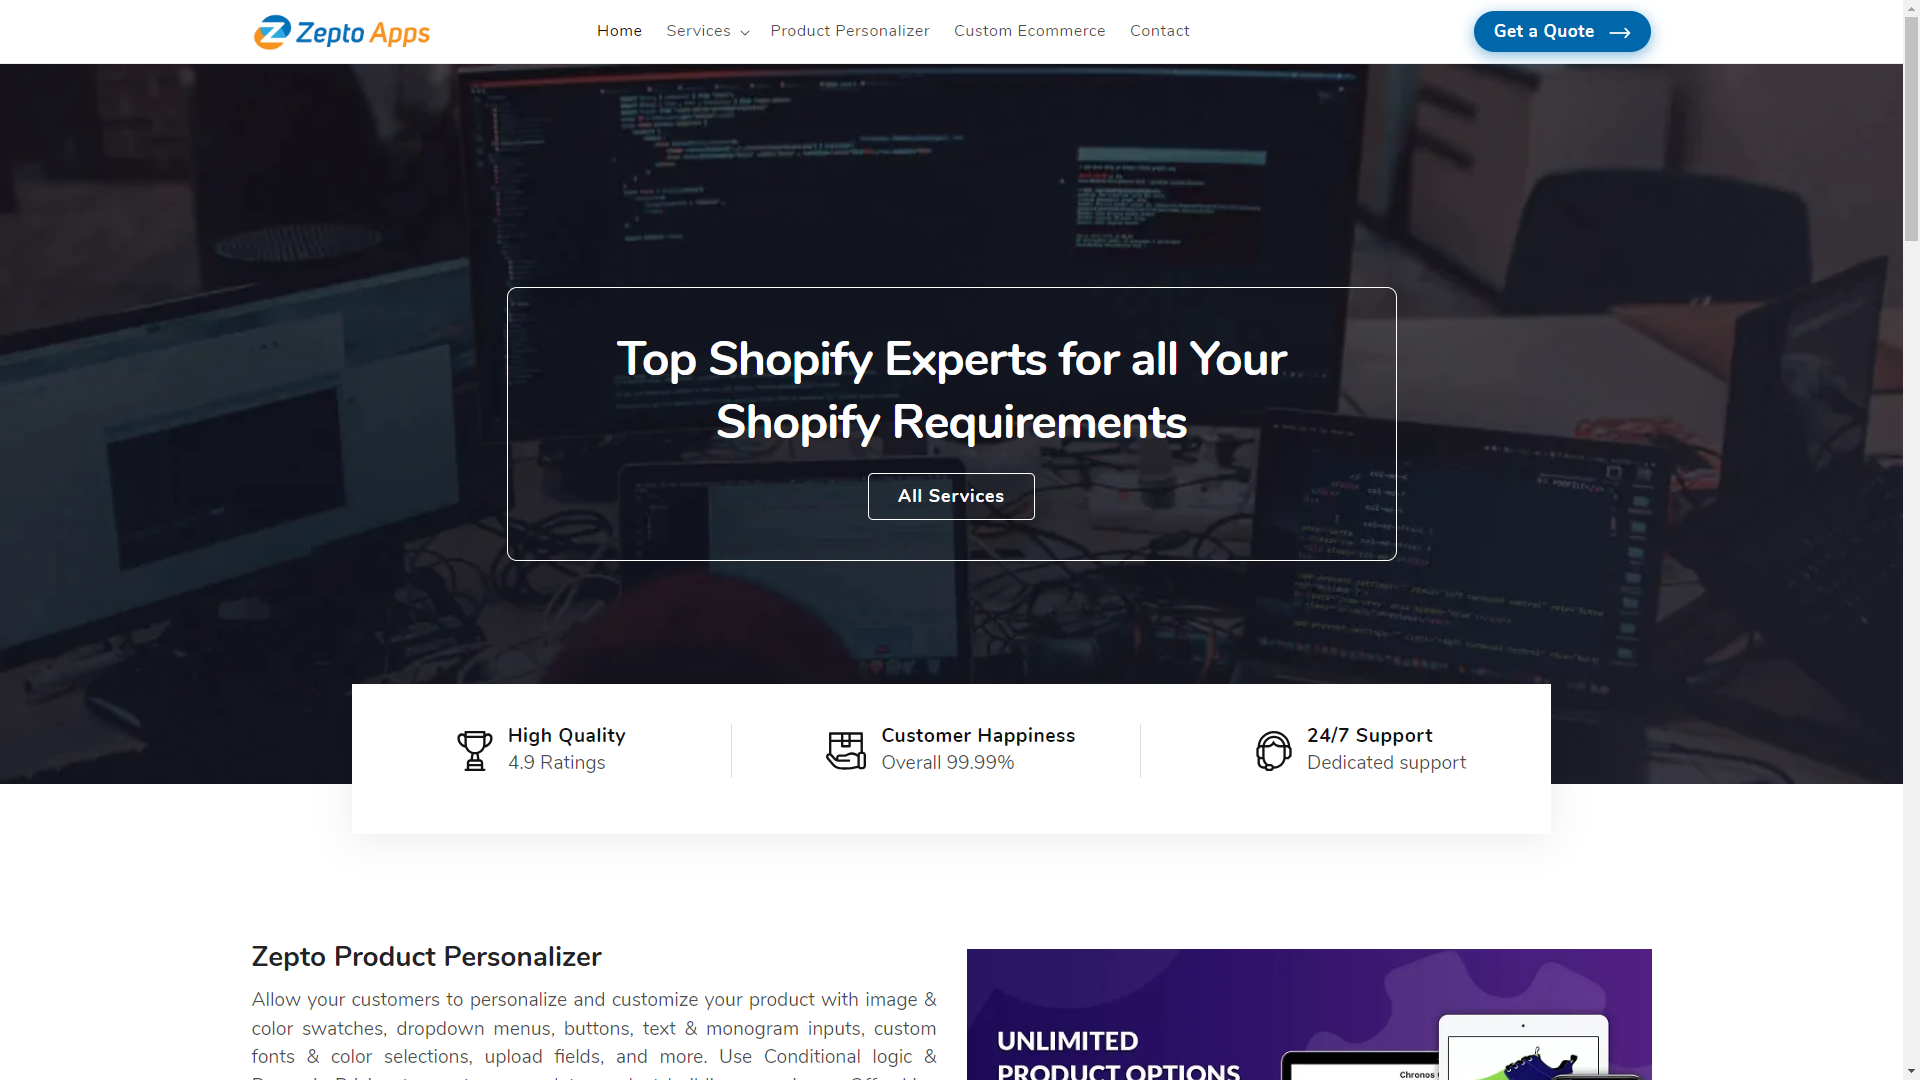 Zepto Apps
Home
Services
Product Personalizer
Custom Ecommerce
Contact
Get a Quote
Top Shopify Experts for all Your
Shopify Requirements
All Services
High Quality
4.9 Ratings
Customer Happiness
Overall 99.99%
24/7 Support
Dedicated support
Zepto Product Personalizer
Allow your customers to personalize and customize your product with image &
color swatches, dropdown menus, buttons, text & monogram inputs, custom
fonts & color selections, upload fields, and more. Use Conditional logic &
UNLIMITED
PRODUCT OPTIONS